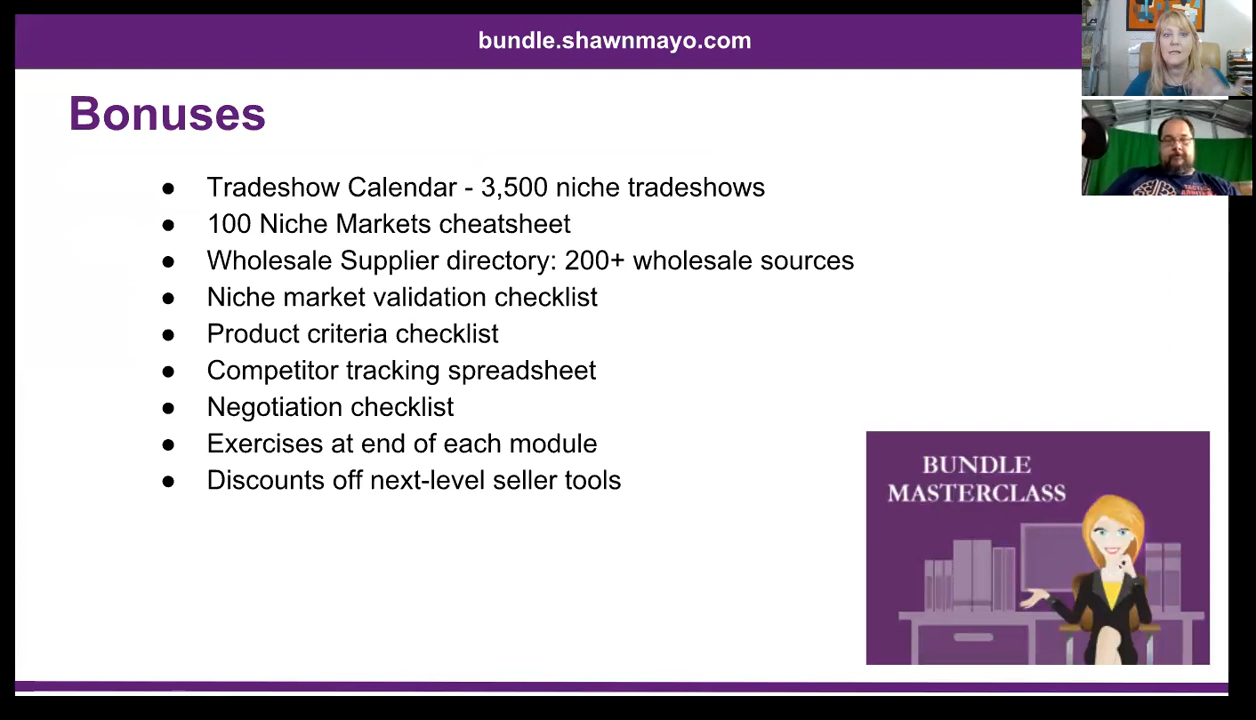 bundle.shawnmayo.com
Bonuses
● Tradeshow Calendar - 3,500 niche tradeshows
● 100 Niche Markets cheatsheet
● Wholesale Supplier directory: 200+ wholesale sources
● Niche market validation checklist
● Product criteria checklist
● Competitor tracking spreadsheet
● Negotiation checklist
● Exercises at end of each module
● Discounts off next-level seller tools
BUNDLE
MASTERCLASS